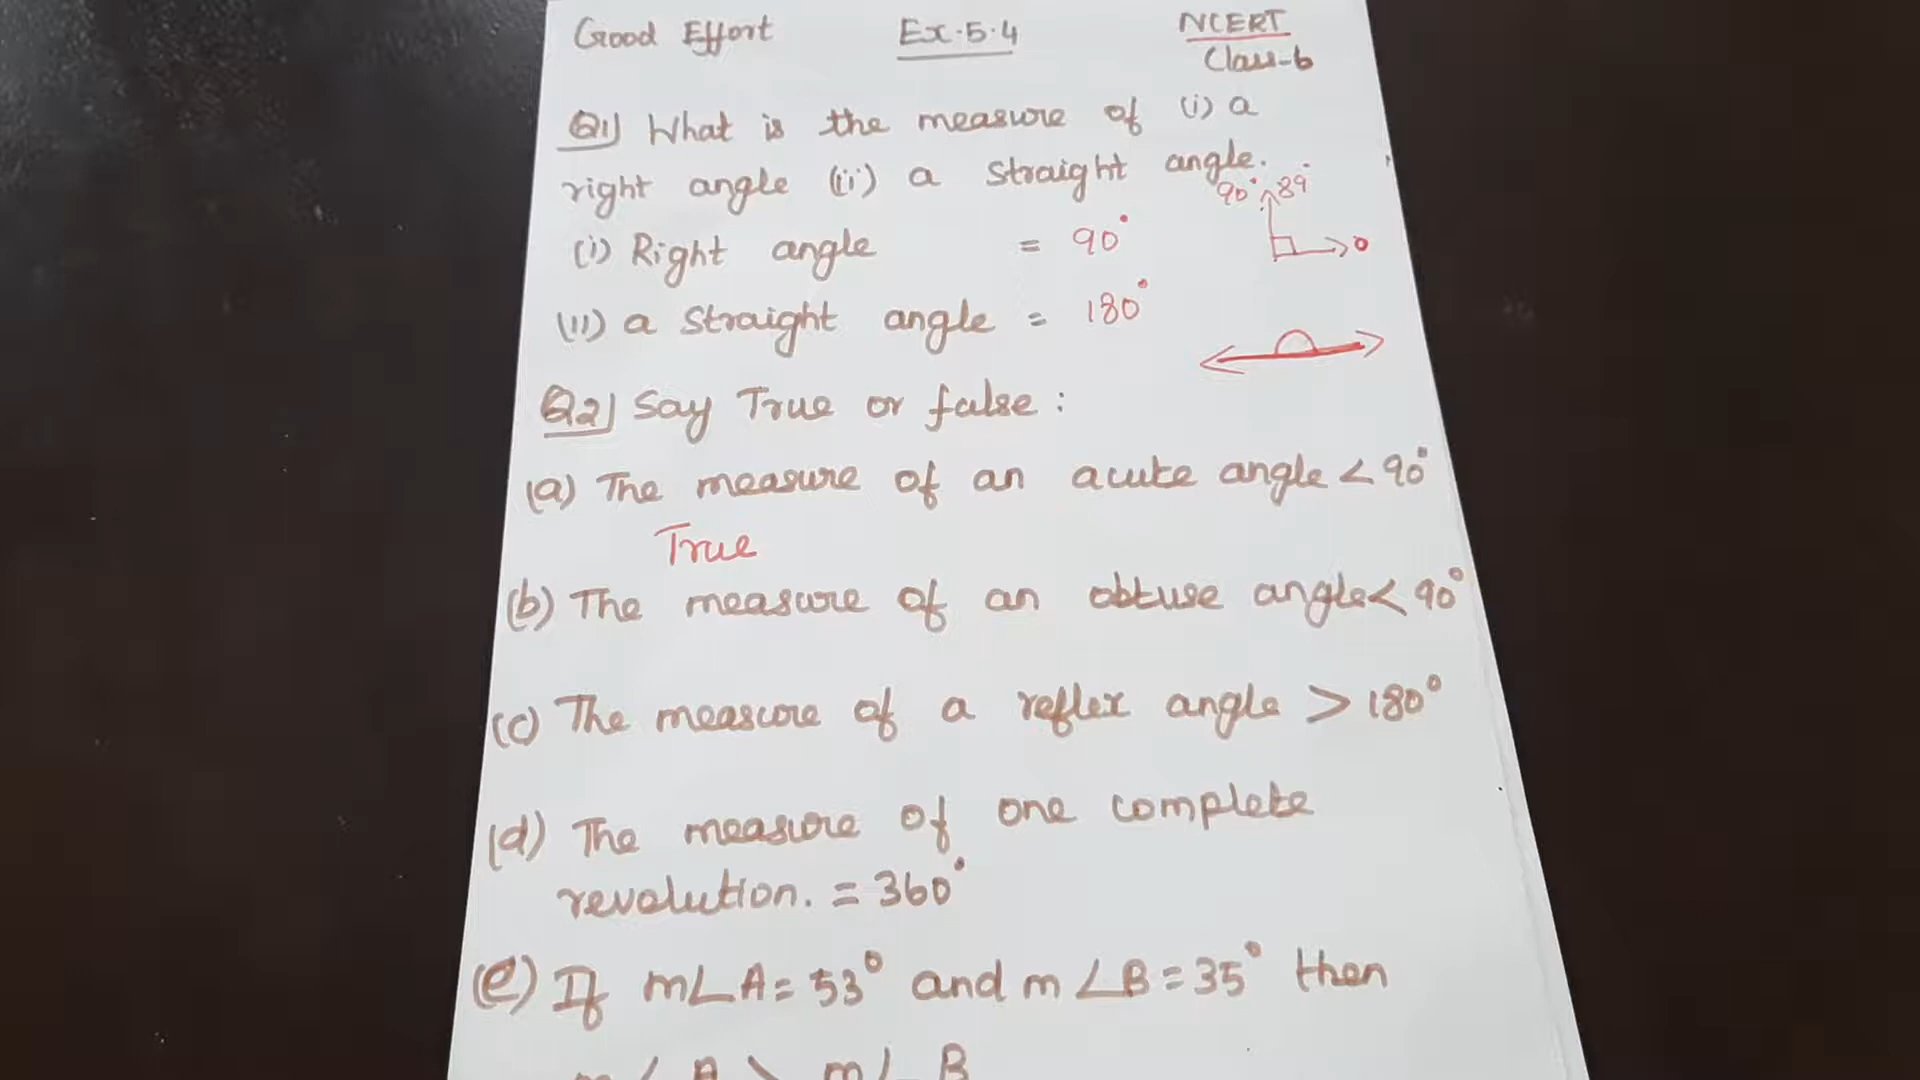 Good Effort Ex.5.4 NCERT
Class-6
Q1) What is the measure of (i) a
right angle (ii) a straight angle.
90° 89°
(i) Right angle = 90°
0
(ii) a straight angle = 180°
Q2) Say True or false :
(a) The measure of an acute angle < 90°
True
(b) The measure of an obtuse angle < 90°
(c) The measure of a reflex angle > 180°
(d) The measure of one complete
revolution. = 360°
(e) If m∠A = 53° and m∠B = 35° then
m∠A > m∠B